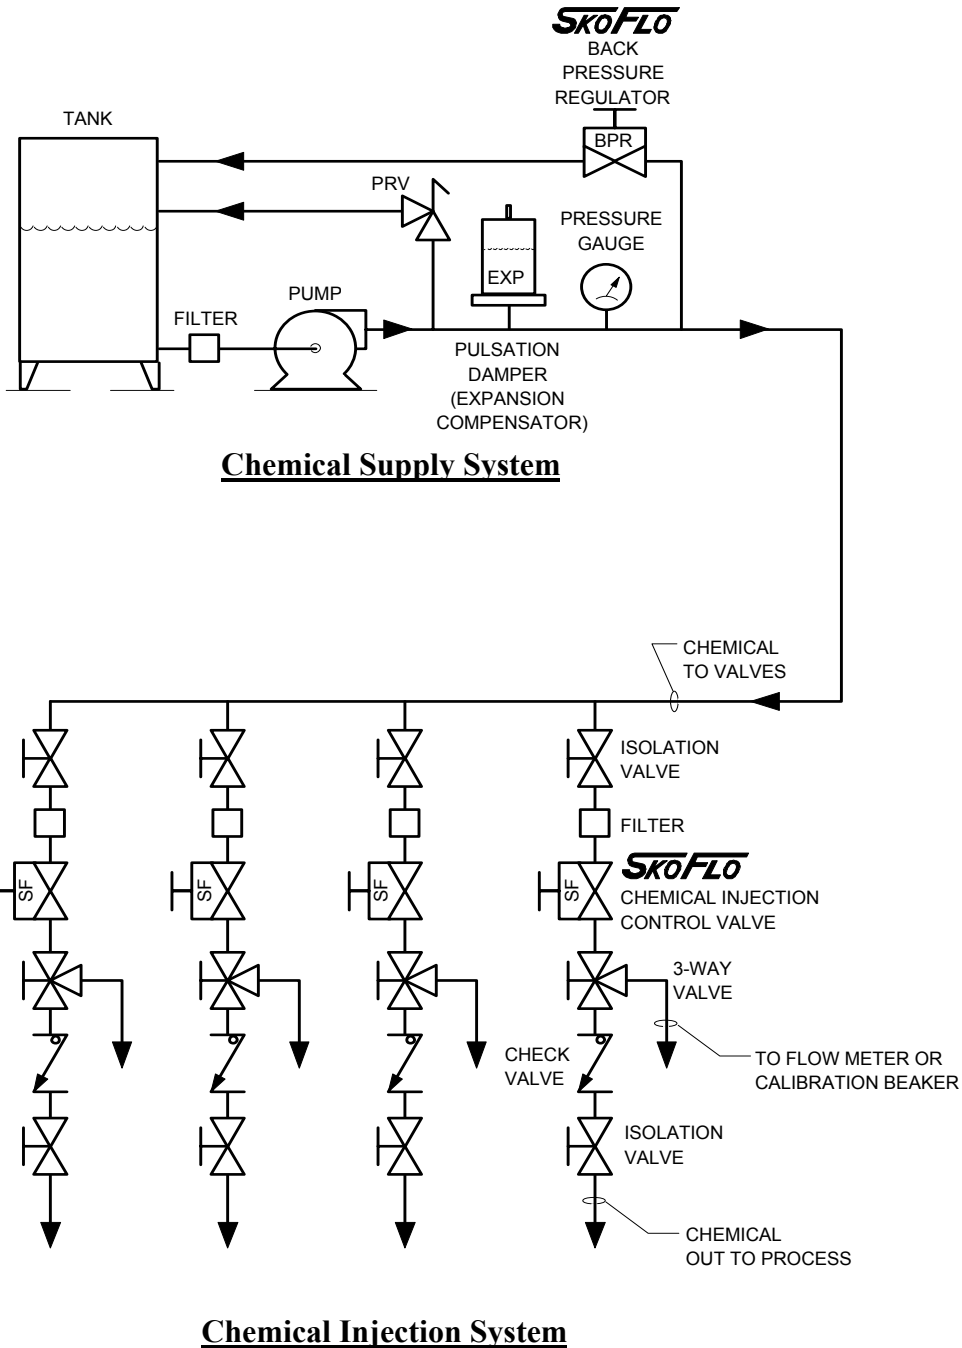 SKOFLO
BACK
PRESSURE
REGULATOR
TANK
BPR
PRV
PRESSURE
GAUGE
EXP
PUMP
FILTER
PULSATION
DAMPER
(EXPANSION
COMPENSATOR)
Chemical Supply System
CHEMICAL
TO VALVES
ISOLATION
VALVE
FILTER
SKOFLO
SF
SF
SF
SF
CHEMICAL INJECTION
CONTROL VALVE
3-WAY
VALVE
CHECK
VALVE
TO FLOW METER OR
CALIBRATION BEAKER
ISOLATION
VALVE
CHEMICAL
OUT TO PROCESS
Chemical Injection System